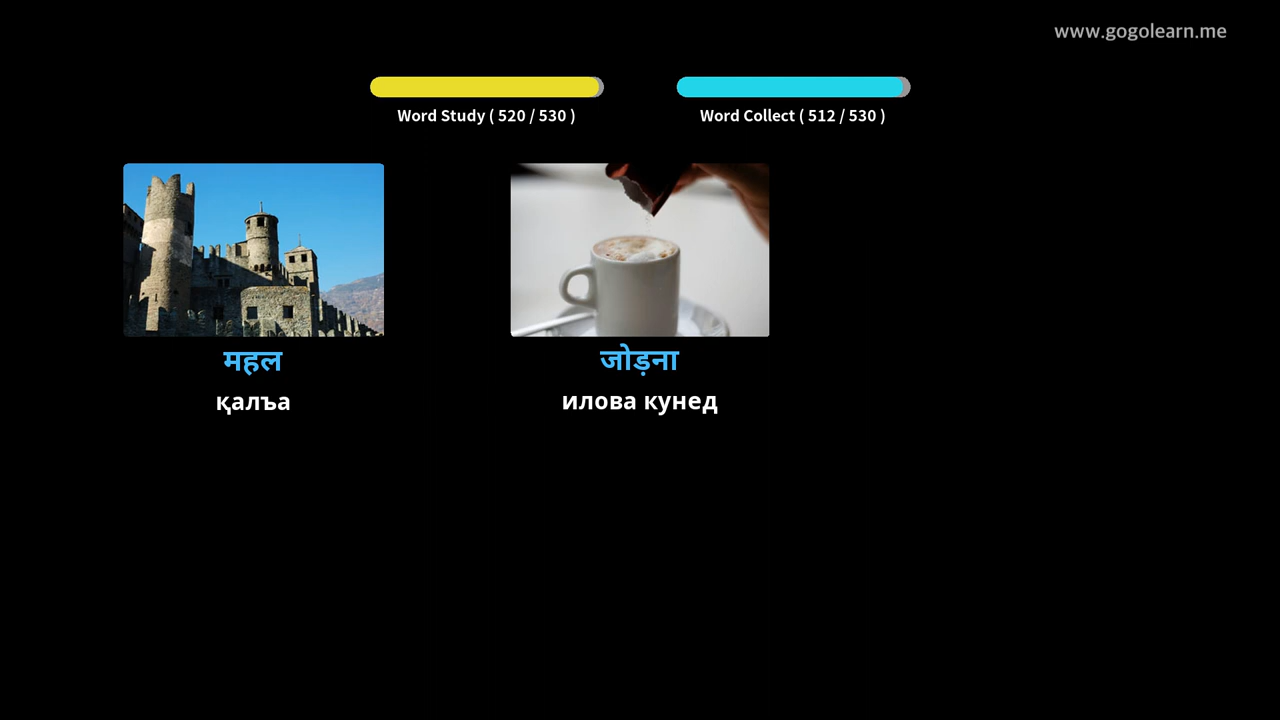 www.gogolearn.me
Word Study ( 520 / 530 )
Word Collect ( 512 / 530 )
महल
जोड़ना
қалъа
илова кунед